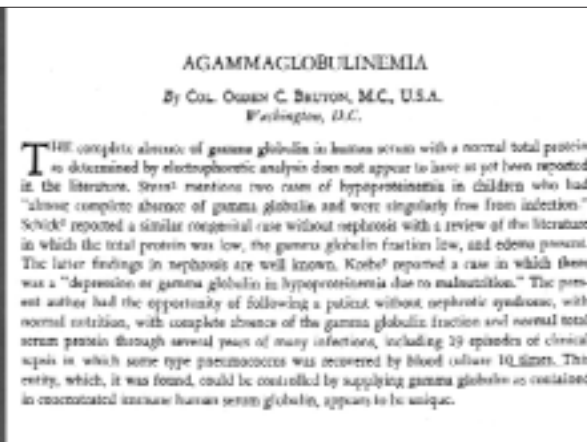 AGAMMAGLOBULINEMIA
By COL. OGDEN C. BRUTON, M.C., U.S.A.
Washington, D.C.
THE complete absence of gamma globulin in human serum with a normal total protein
as determined by electrophoretic analysis does not appear to have as yet been reported
in the literature. mentions two cases of hypoproteinemia in children who had
"almost complete absence of gamma globulin and were singularly free from infection."
Schick² reported a similar congenital case without nephrosis with a review of the literature
in which the total protein was low, the gamma globulin fraction low, and edema present.
The latter findings in nephrosis are well known. Krebs³ reported a case in which there
was a "depression of gamma globulin in hypoproteinemia due to malnutrition." The pres-
ent author had the opportunity of following a patient without nephrotic syndrome, with
normal nutrition, with complete absence of the gamma globulin fraction and normal total
serum protein through several years of many infections, including 19 episodes of clinical
sepsis in which some type pneumococcus was recovered by blood culture 10 times. This
entity, which, it was found, could be controlled by supplying gamma globulin as contained
in concentrated immune human serum globulin, appears to be unique.